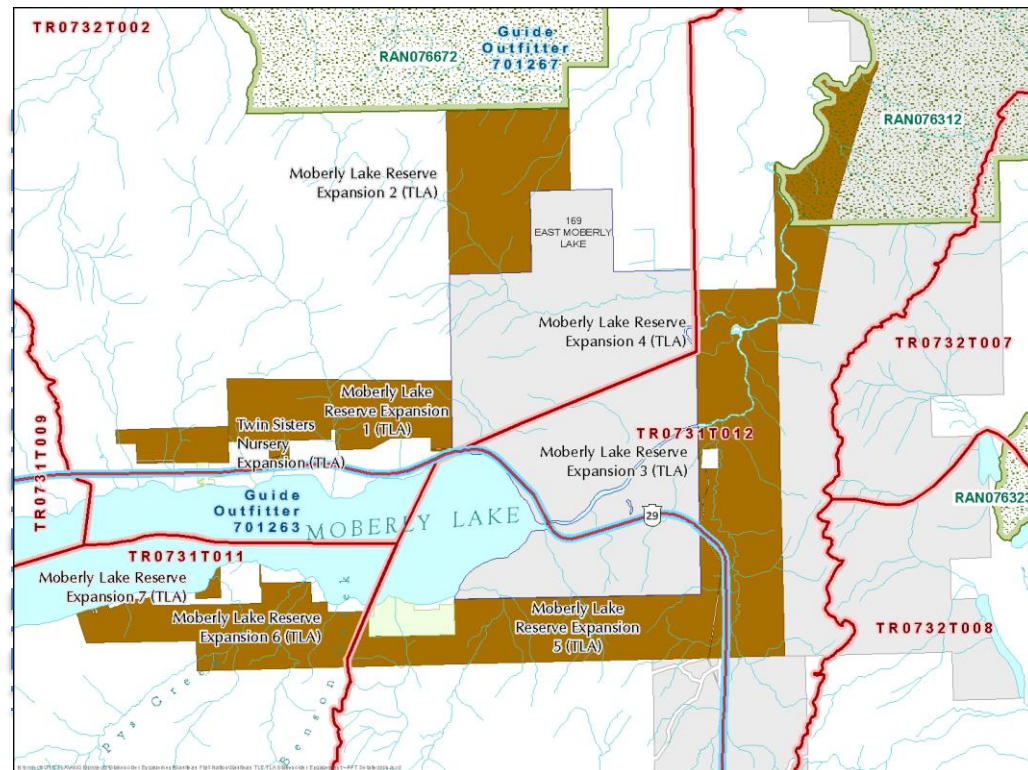 TR0732T002
RAN076672
Guide
Outfitter
701267
RAN076312
Moberly Lake Reserve
Expansion 2 (TLA)
169
EAST MOBERLY
LAKE
Moberly Lake Reserve
Expansion 4 (TLA)
TR0732T007
Moberly Lake
Reserve Expansion
1 (TLA)
Twin Sisters
Nursery
Expansion (TLA)
TR0731T009
TR0731T012
Moberly Lake Reserve
Expansion 3 (TLA)
RAN076323
Guide
Outfitter
701263
MOBERLY LAKE
29
TR0731T011
Moberly Lake Reserve
Expansion 7 (TLA)
Moberly Lake Reserve
Expansion 6 (TLA)
Moberly Lake
Reserve Expansion
5 (TLA)
TR0732T008
Pys Creek
Benson